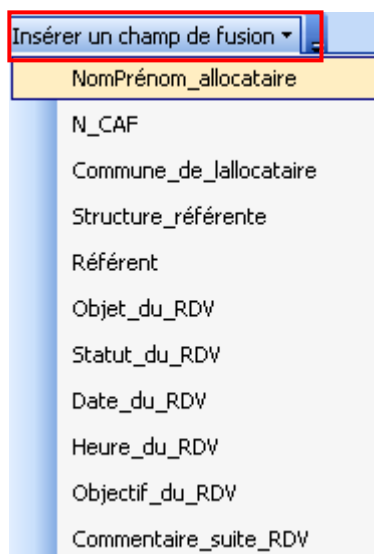 Insérer un champ de fusion
NomPrénom_allocataire
N_CAF
Commune_de_lallocataire
Structure_référente
Référent
Objet_du_RDV
Statut_du_RDV
Date_du_RDV
Heure_du_RDV
Objectif_du_RDV
Commentaire_suite_RDV